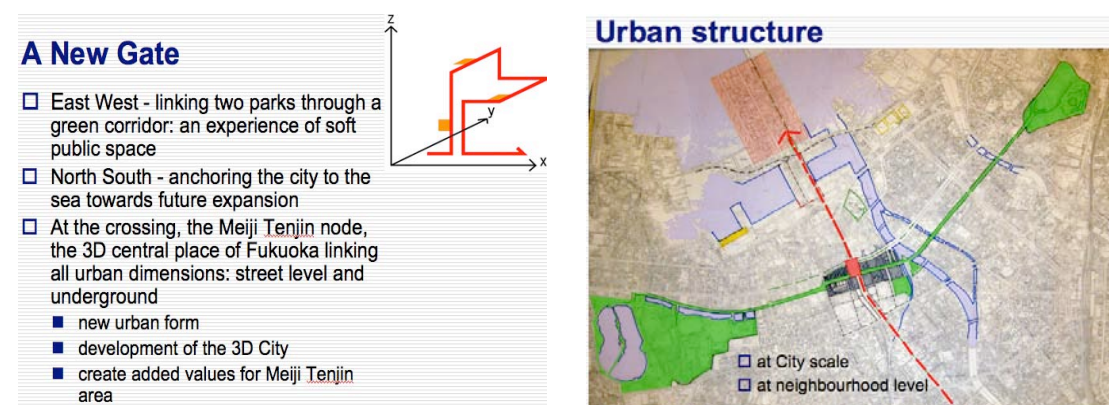 A New Gate
East West - linking two parks through a
green corridor: an experience of soft
public space
North South - anchoring the city to the
sea towards future expansion
At the crossing, the Meiji Tenjin node,
the 3D central place of Fukuoka linking
all urban dimensions: street level and
underground
new urban form
development of the 3D City
create added values for Meiji Tenjin
area
z
y
x
Urban structure
at City scale
at neighbourhood level